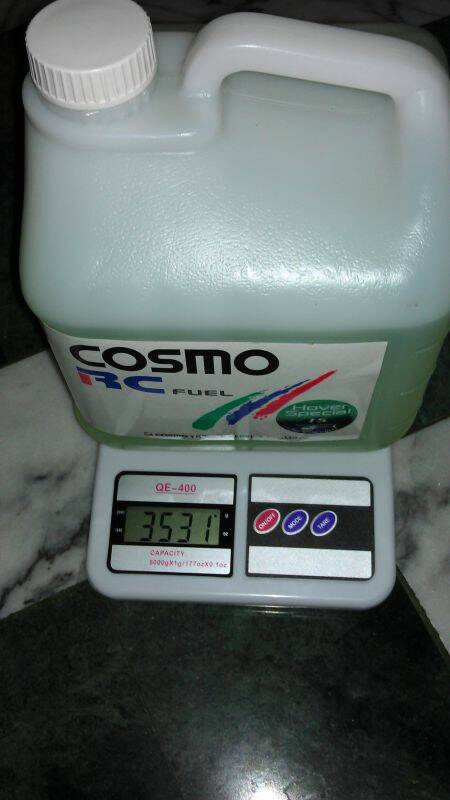 COSMO
RC FUEL
Hover
Special
QE-400
3531
g
oz
CAPACITY
5000gX1g/177ozX0.1oz
ON/OFF
MODE
TARE